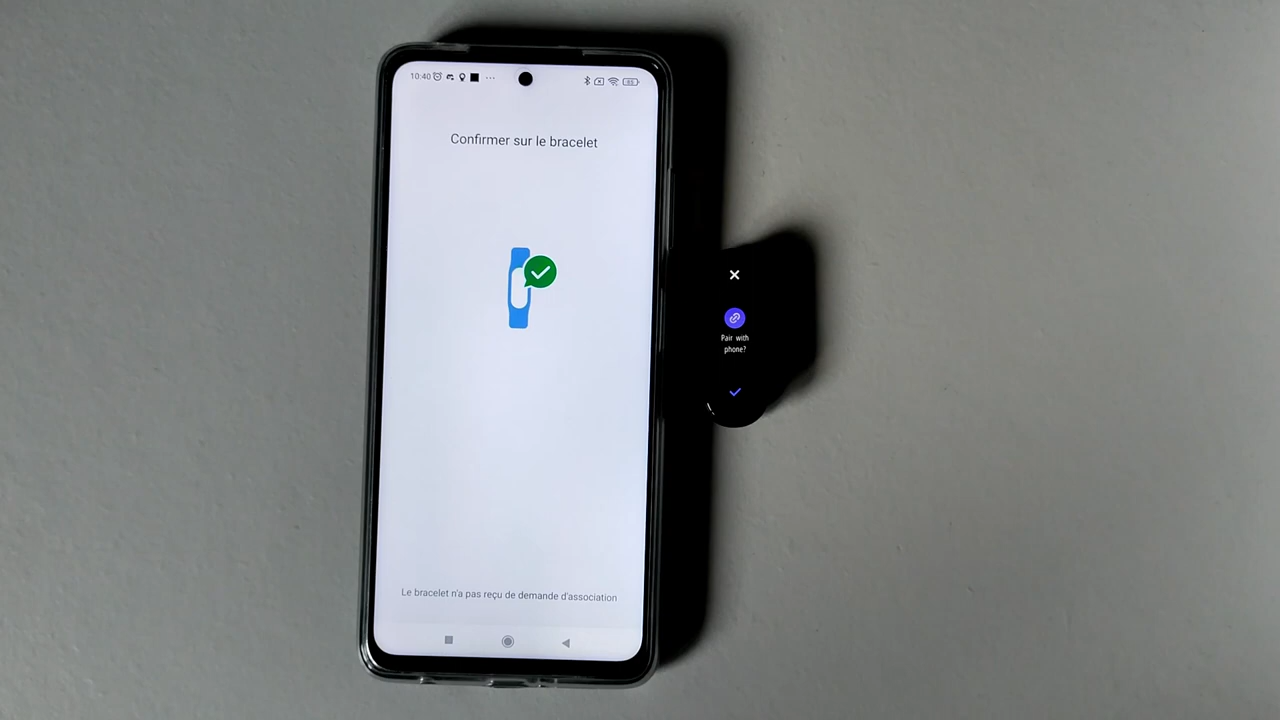 10:40
Confirmer sur le bracelet
Pair with
phone?
Le bracelet n'a pas reçu de demande d'association